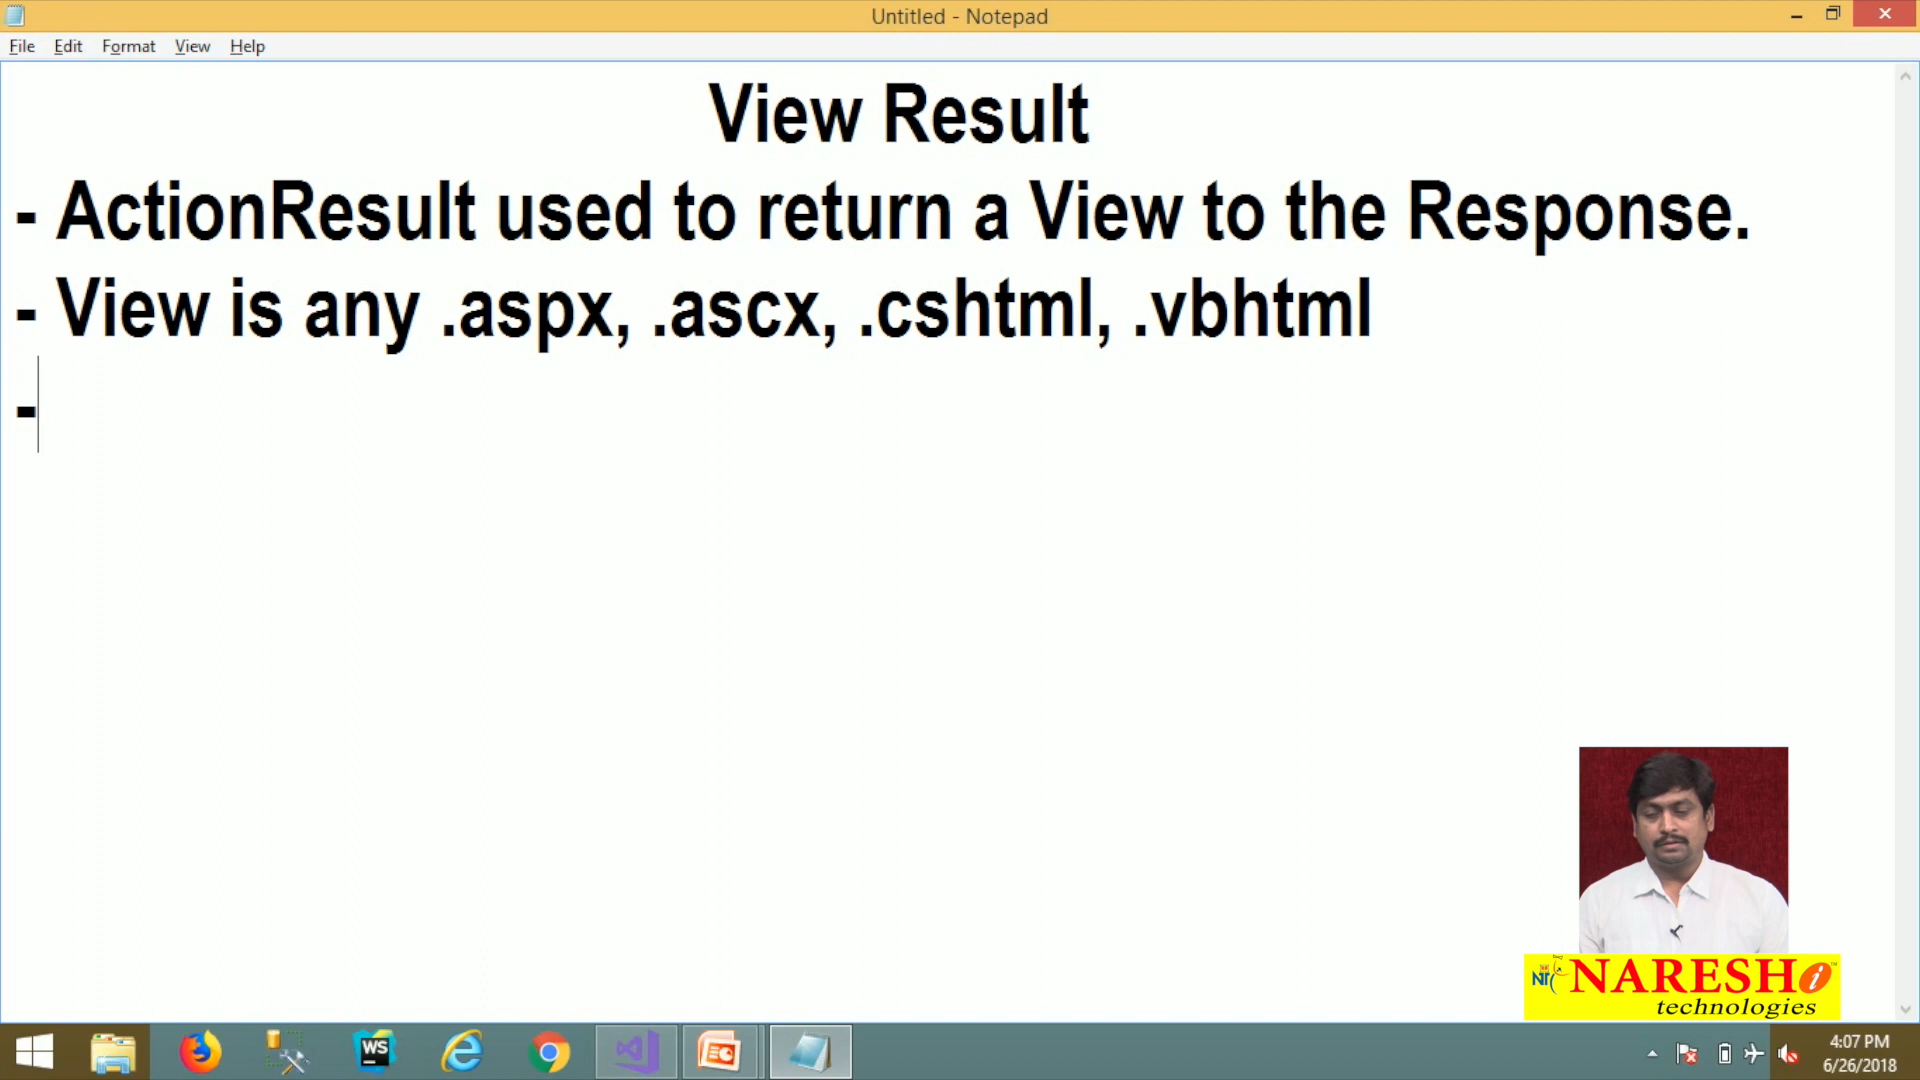 Untitled - Notepad
File Edit Format View Help
View Result
- ActionResult used to return a View to the Response.
- View is any .aspx, .ascx, .cshtml, .vbhtml
-
NARESH i
technologies
WS
4:07 PM
6/26/2018